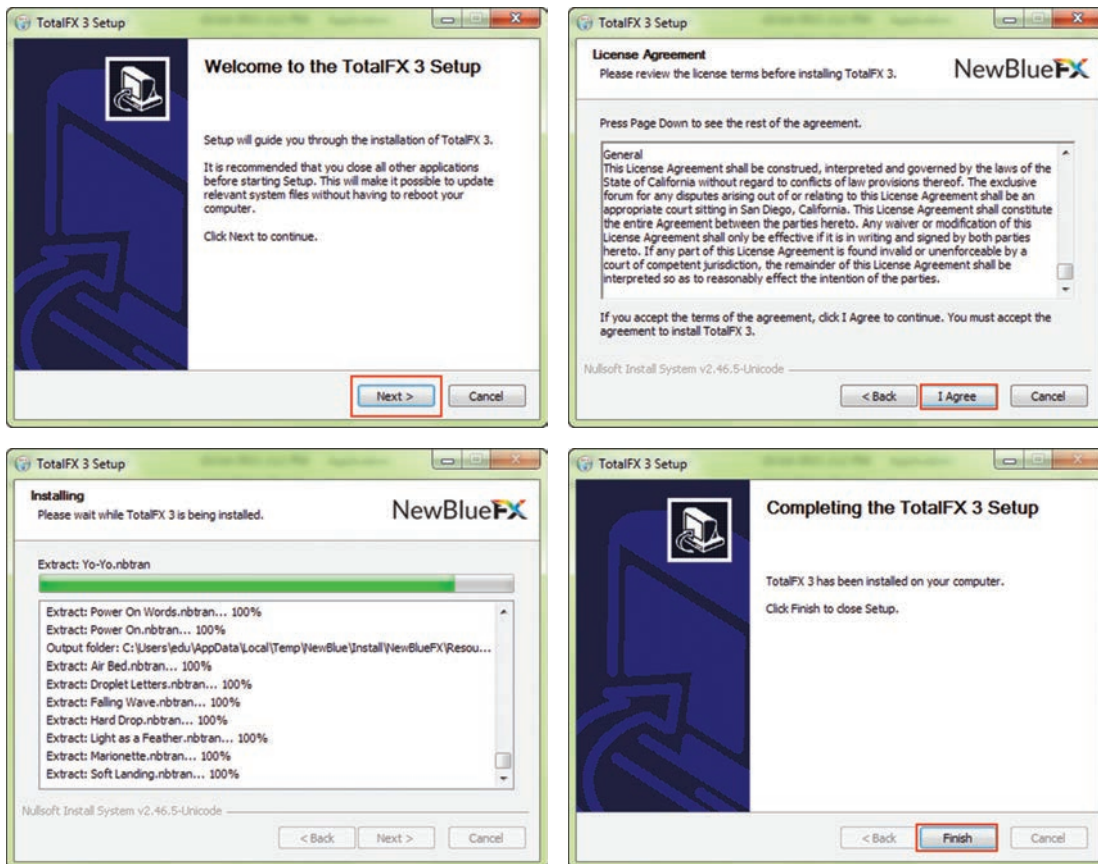 TotalFX 3 Setup
Welcome to the TotalFX 3 Setup
Setup will guide you through the installation of TotalFX 3.
It is recommended that you close all other applications
before starting Setup. This will make it possible to update
relevant system files without having to reboot your
computer.
Click Next to continue.
Next >
Cancel
TotalFX 3 Setup
License Agreement
Please review the license terms before installing TotalFX 3.
NewBlueFX
Press Page Down to see the rest of the agreement.
General
This License Agreement shall be construed, interpreted and governed by the laws of the
State of California without regard to conflicts of law provisions thereof. The exclusive
forum for any disputes arising out of or relating to this License Agreement shall be an
appropriate court sitting in San Diego, California. This License Agreement shall constitute
the entire Agreement between the parties hereto. Any waiver or modification of this
License Agreement shall only be effective if it is in writing and signed by both parties
hereto. If any part of this License Agreement is found invalid or unenforceable by a
court of competent jurisdiction, the remainder of this License Agreement shall be
interpreted so as to reasonably effect the intention of the parties.
If you accept the terms of the agreement, click I Agree to continue. You must accept the
agreement to install TotalFX 3.
Nullsoft Install System v2.46.5-Unicode
< Back
I Agree
Cancel
TotalFX 3 Setup
Installing
Please wait while TotalFX 3 is being installed.
NewBlueFX
Extract: Yo-Yo.nbtran
Extract: Power On Words.nbtran... 100%
Extract: Power On.nbtran... 100%
Output folder: C:\Users\edu\AppData\Local\Temp\NewBlue\Install\NewBlueFX\Resou...
Extract: Air Bed.nbtran... 100%
Extract: Droplet Letters.nbtran... 100%
Extract: Falling Wave.nbtran... 100%
Extract: Hard Drop.nbtran... 100%
Extract: Light as a Feather.nbtran... 100%
Extract: Marionette.nbtran... 100%
Extract: Soft Landing.nbtran... 100%
Nullsoft Install System v2.46.5-Unicode
< Back
Next >
Cancel
TotalFX 3 Setup
Completing the TotalFX 3 Setup
TotalFX 3 has been installed on your computer.
Click Finish to close Setup.
< Back
Finish
Cancel